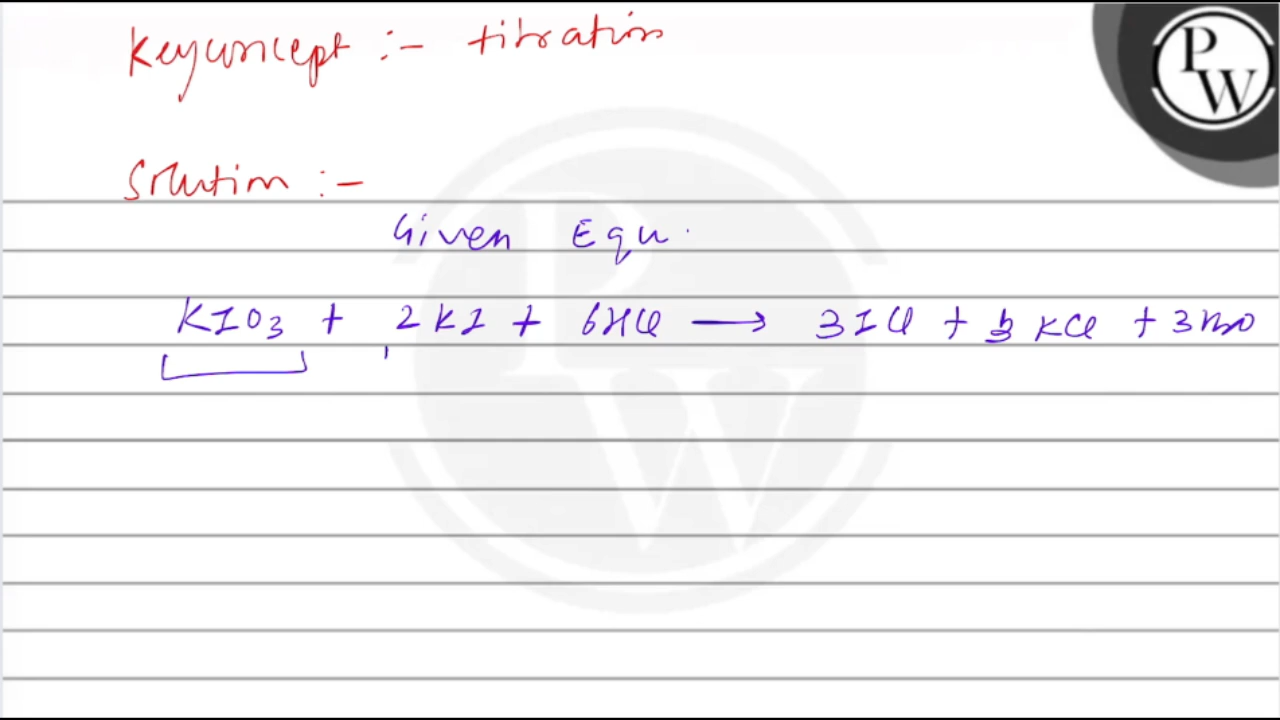 Keyconcept :- titration
P
W
Solution :-
Given Equ.
KIO3 + 2KI + 6HCl → 3ICl + 3KCl + 3H2O